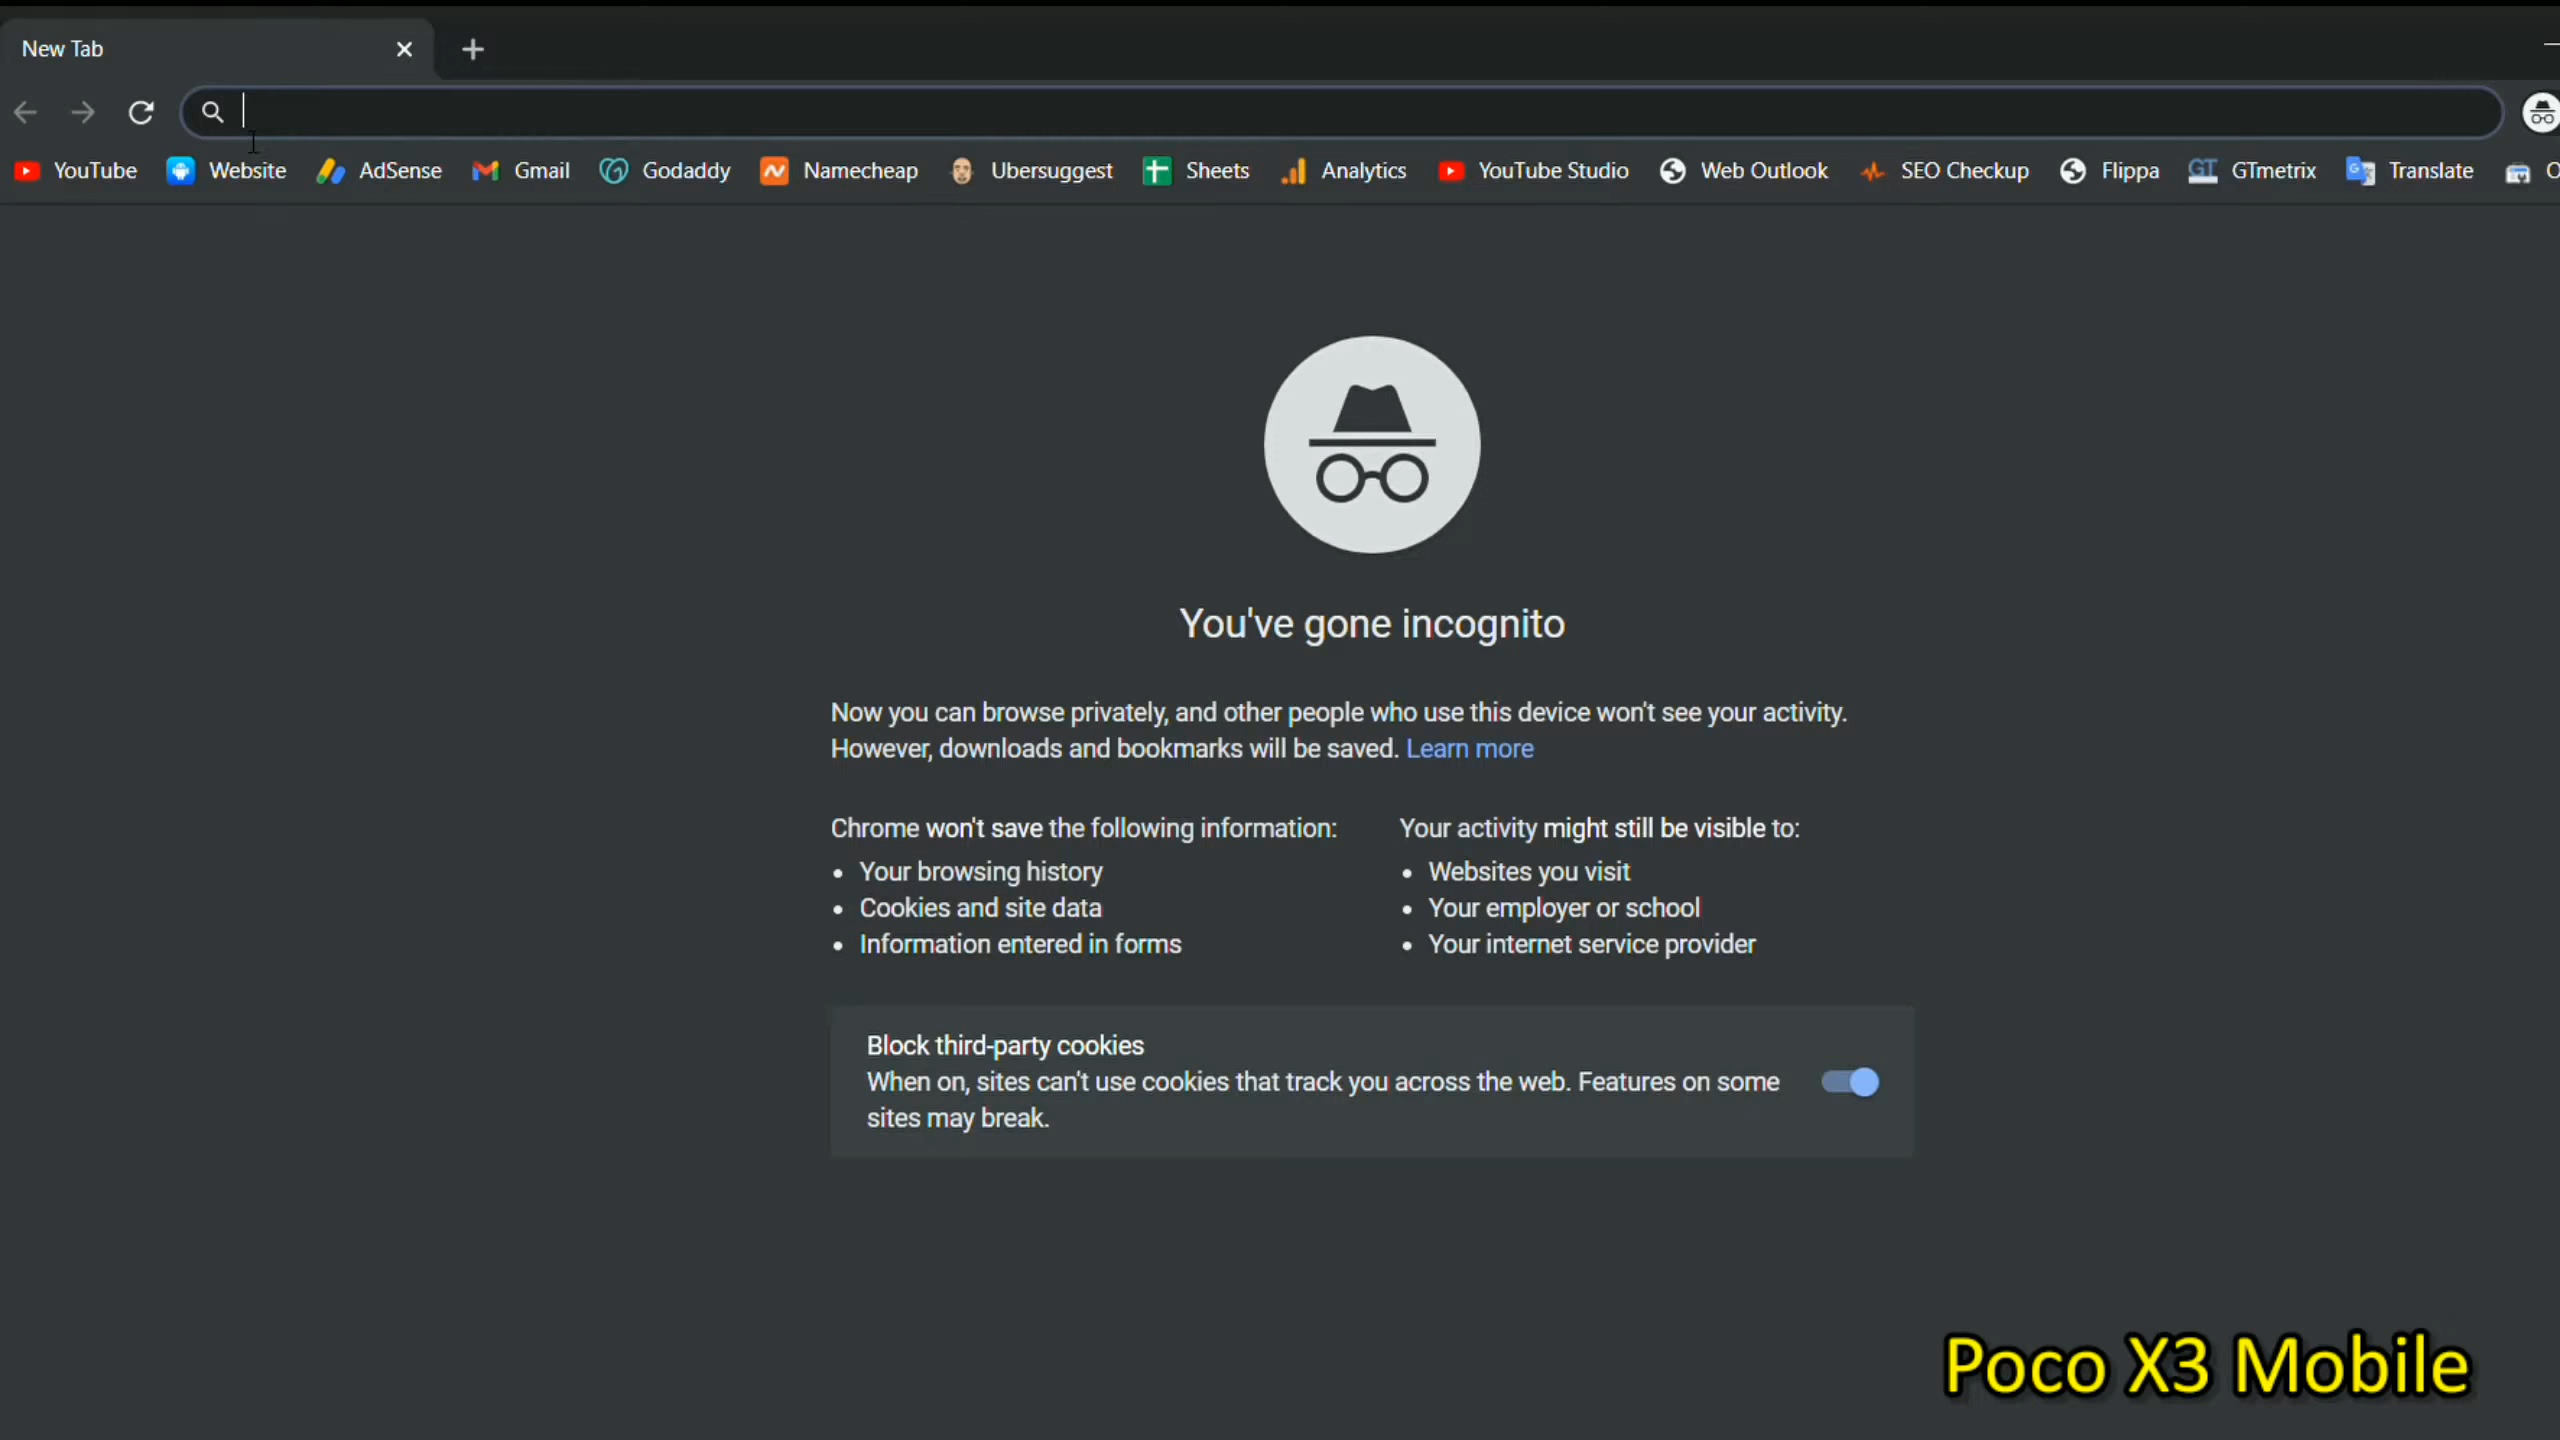 New Tab
YouTube Website AdSense Gmail Godaddy Namecheap Ubersuggest Sheets Analytics YouTube Studio Web Outlook SEO Checkup Flippa GTmetrix Translate
You've gone incognito
Now you can browse privately, and other people who use this device won't see your activity.
However, downloads and bookmarks will be saved. Learn more
Chrome won't save the following information:
• Your browsing history
• Cookies and site data
• Information entered in forms
Your activity might still be visible to:
• Websites you visit
• Your employer or school
• Your internet service provider
Block third-party cookies
When on, sites can't use cookies that track you across the web. Features on some
sites may break.
Poco X3 Mobile